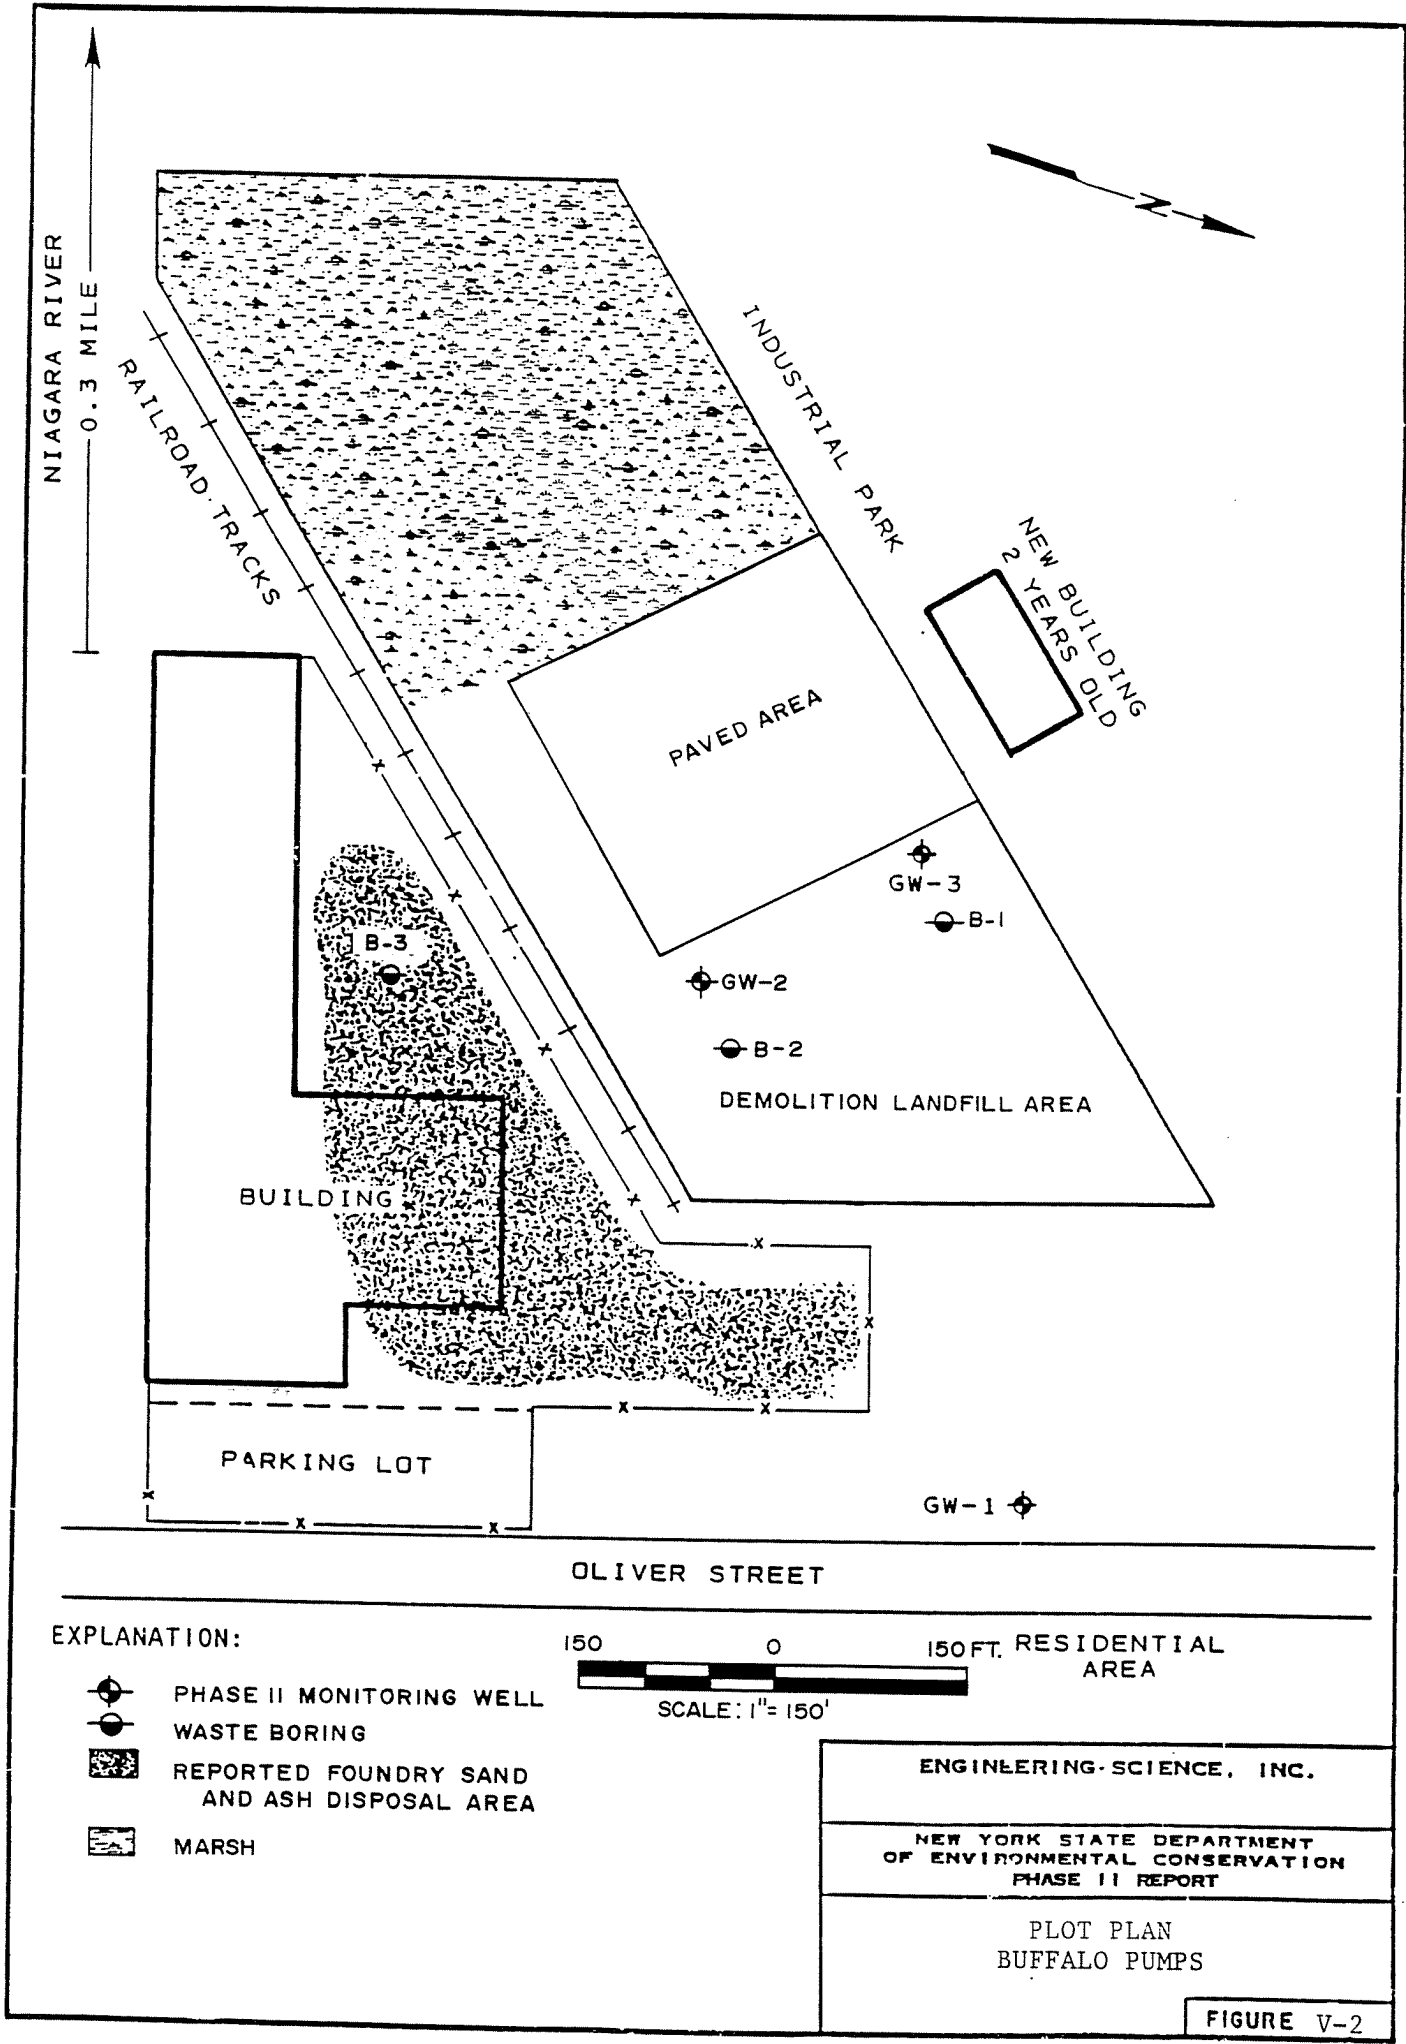 N
NIAGARA RIVER
0.3 MILE
RAILROAD TRACKS
INDUSTRIAL PARK
NEW BUILDING
2 YEARS OLD
PAVED AREA
GW-3
B-1
B-3
GW-2
B-2
DEMOLITION LANDFILL AREA
BUILDING
PARKING LOT
GW-1
OLIVER STREET
EXPLANATION:
PHASE II MONITORING WELL
WASTE BORING
REPORTED FOUNDRY SAND
AND ASH DISPOSAL AREA
MARSH
150 0 150 FT.
SCALE: 1"= 150'
RESIDENTIAL
AREA
ENGINEERING-SCIENCE, INC.
NEW YORK STATE DEPARTMENT
OF ENVIRONMENTAL CONSERVATION
PHASE II REPORT
PLOT PLAN
BUFFALO PUMPS
FIGURE V-2